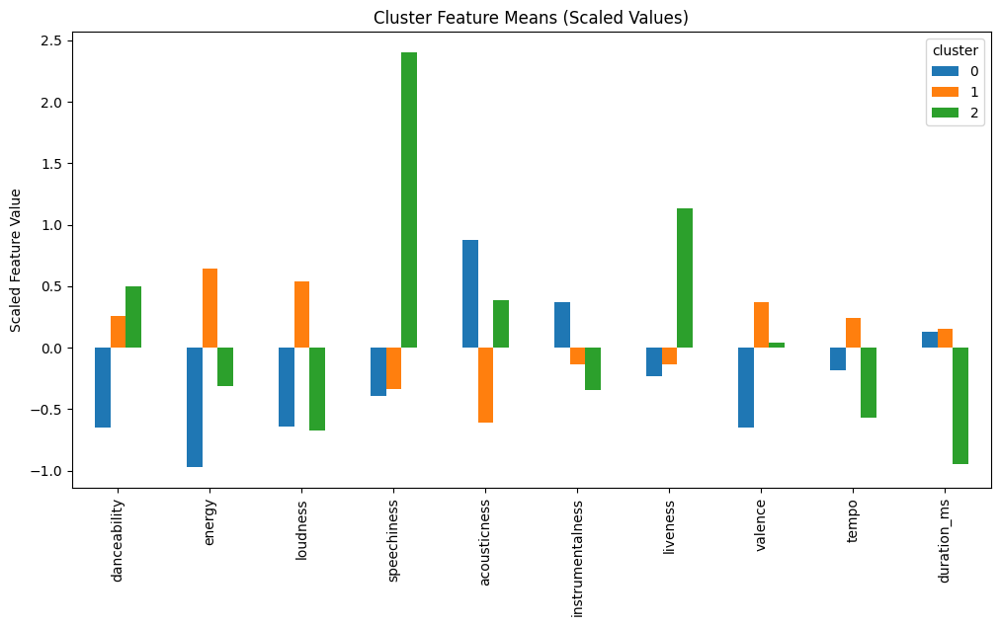 Cluster Feature Means (Scaled Values)
Scaled Feature Value
2.5
2.0
1.5
1.0
0.5
0.0
−0.5
−1.0
cluster
0
1
2
danceability
energy
loudness
speechiness
acousticness
instrumentalness
liveness
valence
tempo
duration_ms